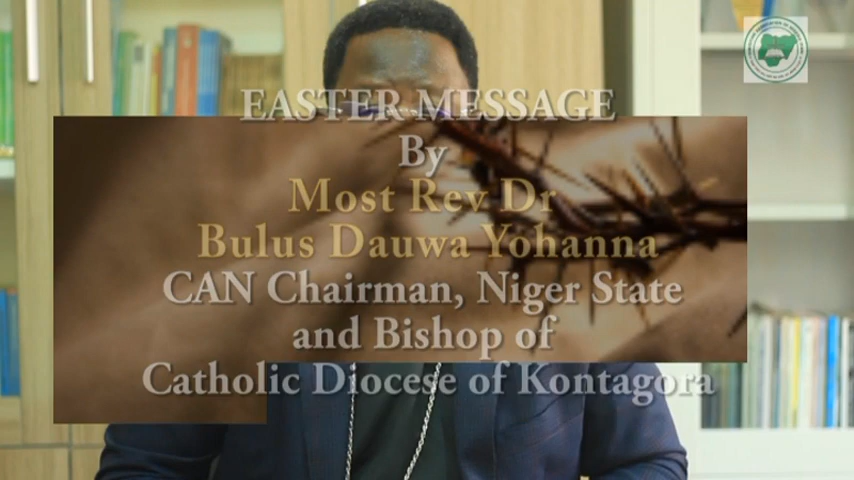 EASTER MESSAGE
By
Most Rev Dr
Bulus Dauwa Yohanna
CAN Chairman, Niger State
and Bishop of
Catholic Diocese of Kontagora